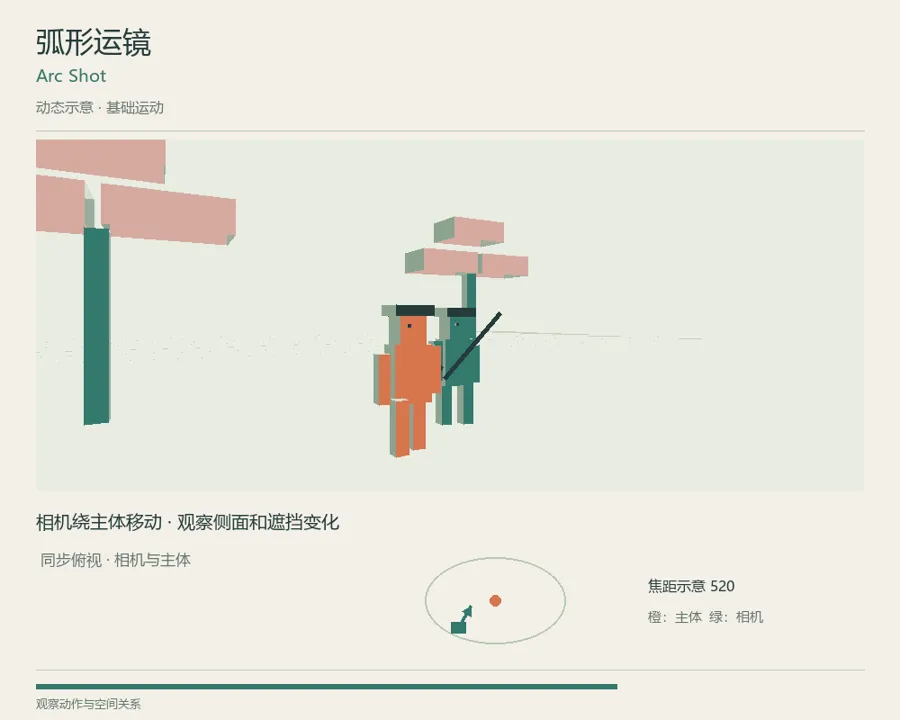 弧形运镜
Arc Shot
动态示意 · 基础运动
相机绕主体移动 · 观察侧面和遮挡变化
同步俯视 · 相机与主体
焦距示意 520
橙: 主体 绿: 相机
观察动作与空间关系